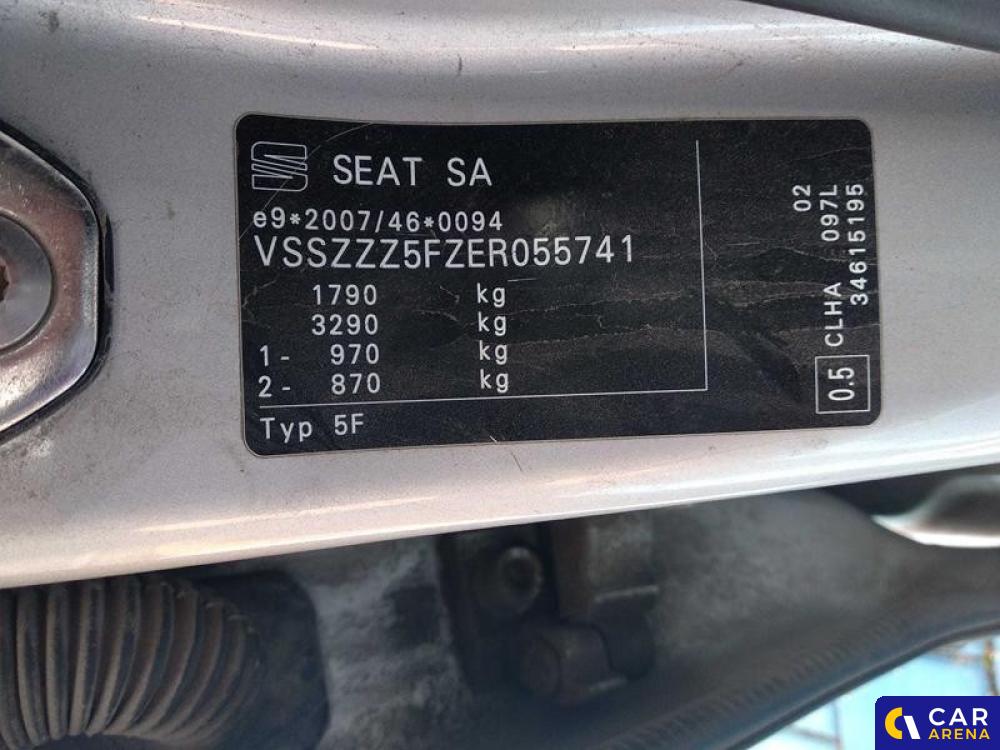 SEAT SA
e9*2007/46*0094
VSSZZZ5FZER055741
1790 kg
3290 kg
1- 970 kg
2- 870 kg
Typ 5F
0.5 CLHA 097L 02
34615195
CAR
ARENA